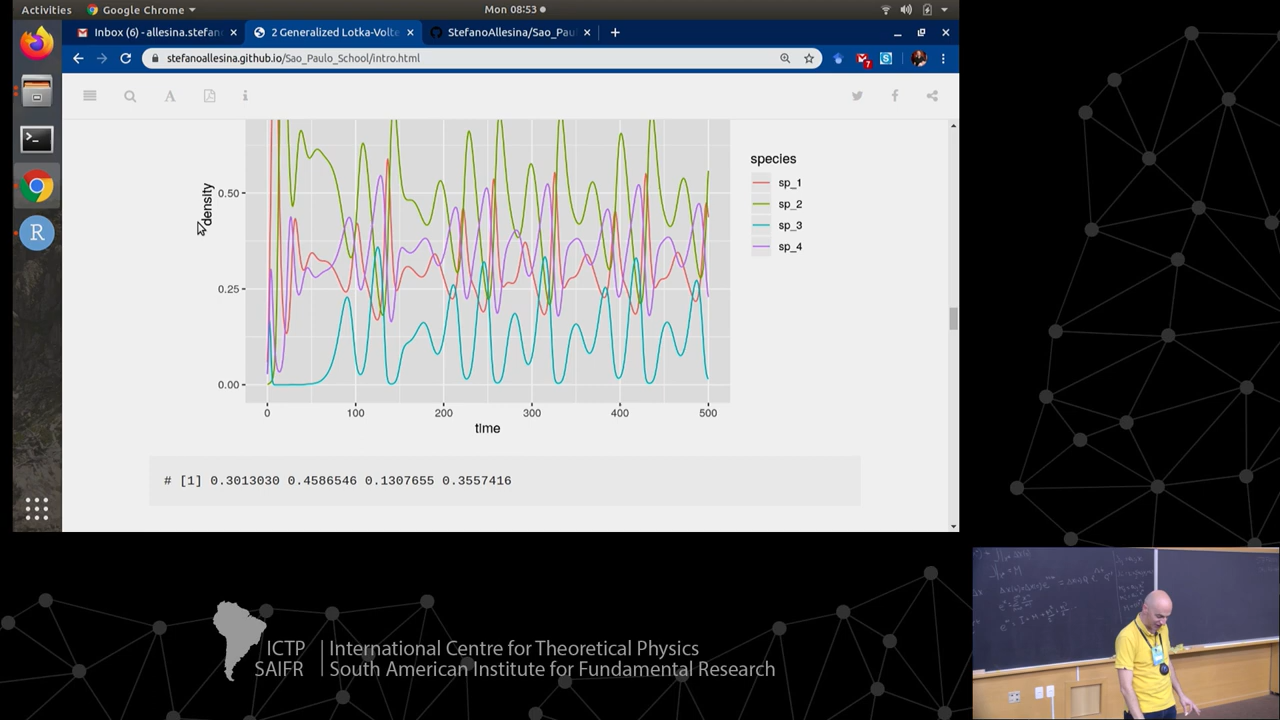 Activities
Google Chrome
Mon 08:53
Inbox (6) - allesina.stefan
2 Generalized Lotka-Volte
StefanoAllesina/Sao_Pau
stefanoallesina.github.io/Sao_Paulo_School/intro.html
7
A
species
sp_1
sp_2
sp_3
sp_4
density
0.50
0.25
0.00
0
100
200
300
400
500
time
# [1] 0.3013030 0.4586546 0.1307655 0.3557416
ICTP | International Centre for Theoretical Physics
SAIFR | South American Institute for Fundamental Research